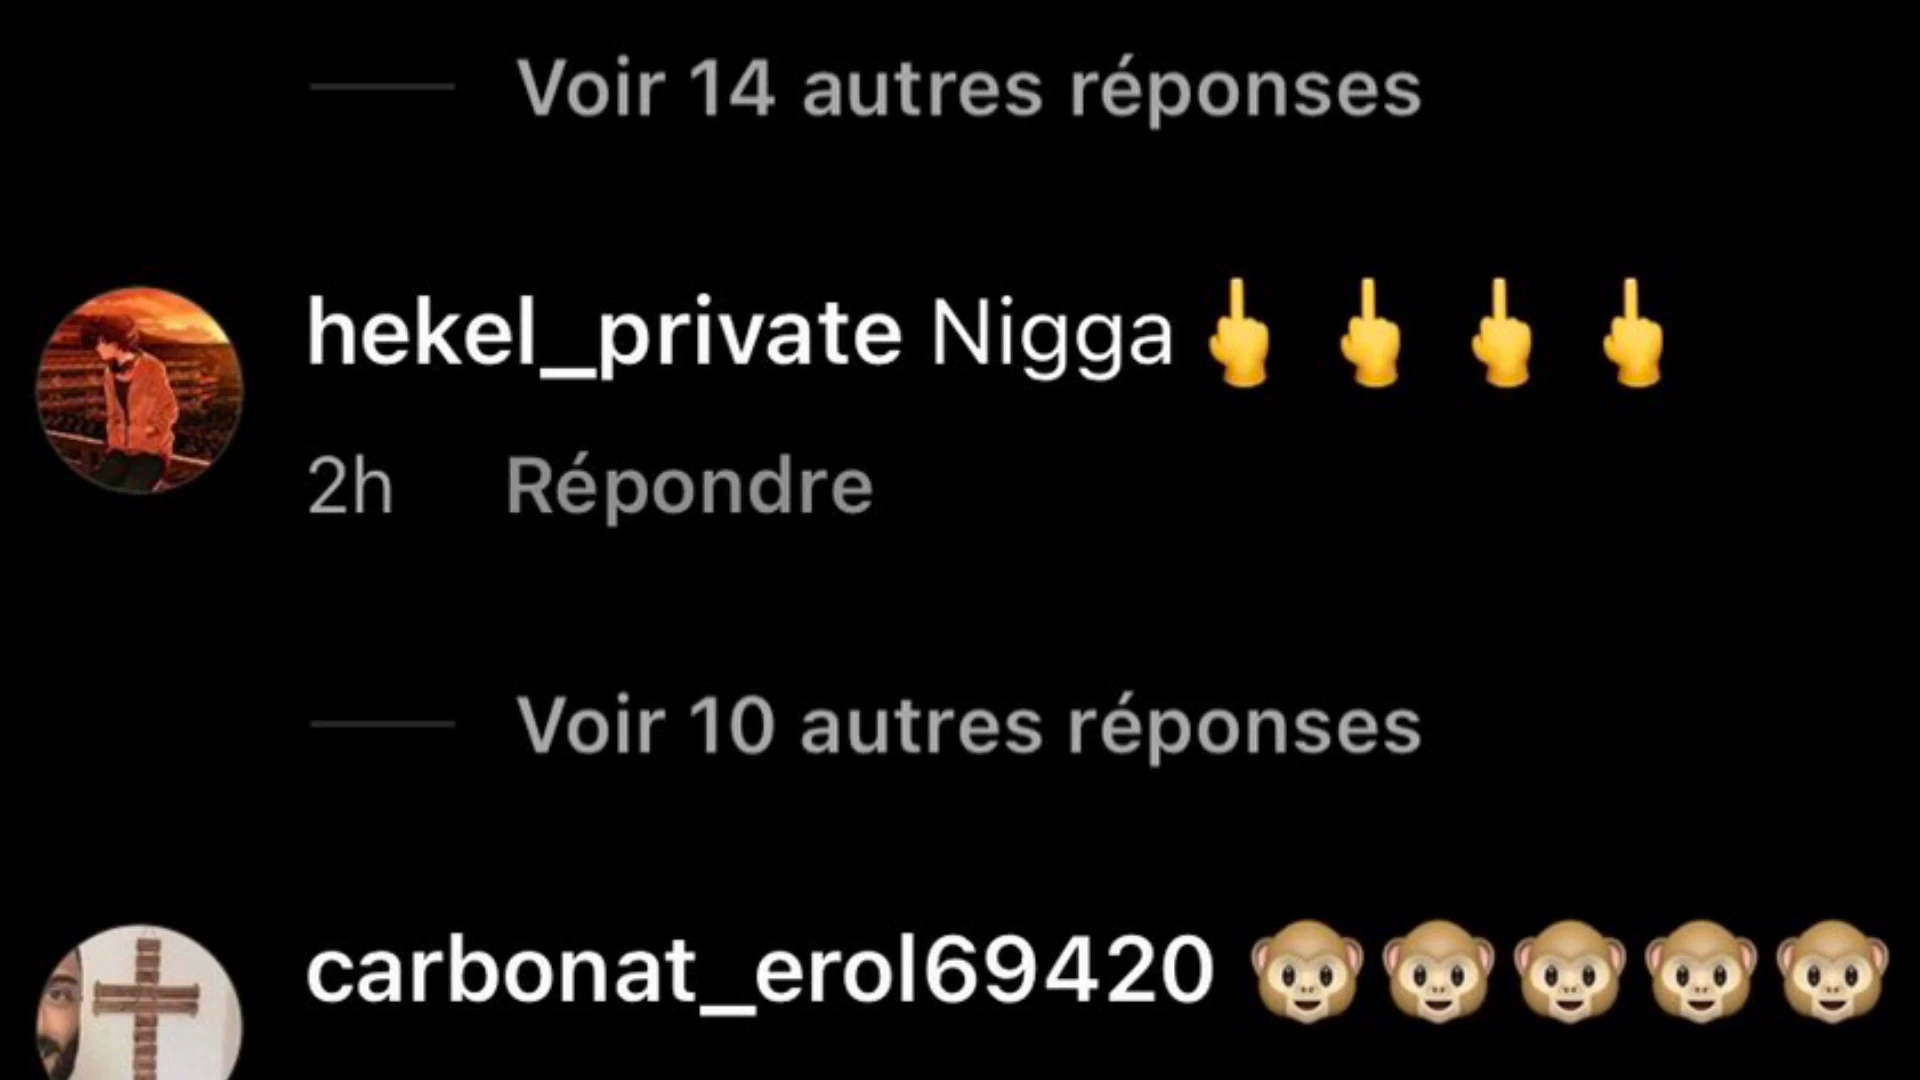 Voir 14 autres réponses
hekel_private Nigga 🖕 🖕 🖕 🖕
2h Répondre
Voir 10 autres réponses
carbonat_erol69420 🐵🐵🐵🐵🐵